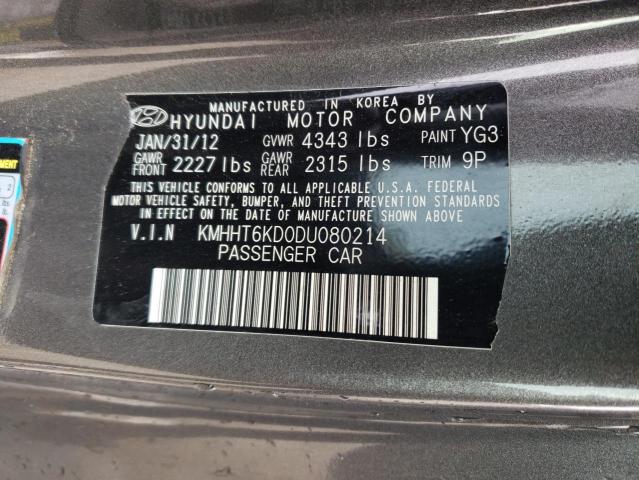 MANUFACTURED IN KOREA BY
HYUNDAI MOTOR COMPANY
JAN/31/12 GVWR 4343 lbs PAINT YG3
GAWR FRONT 2227 lbs GAWR REAR 2315 lbs TRIM 9P
THIS VEHICLE CONFORMS TO ALL APPLICABLE U.S.A. FEDERAL
MOTOR VEHICLE SAFETY, BUMPER, AND THEFT PREVENTION STANDARDS
IN EFFECT ON THE DATE OF MANUFACTURE SHOWN ABOVE
V.I.N KMHHT6KD0DU080214
PASSENGER CAR